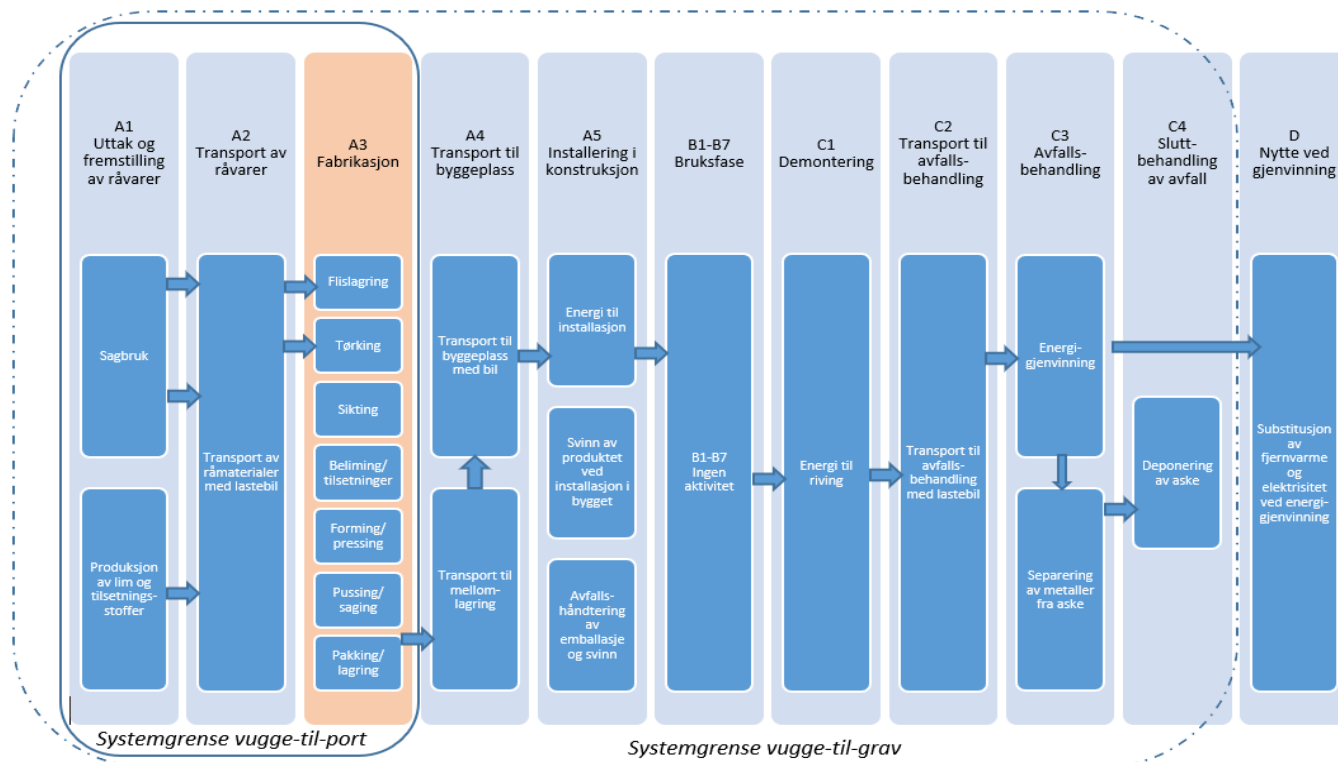 A1
Uttak og
fremstilling
av råvarer
A2
Transport av
råvarer
A3
Fabrikasjon
A4
Transport til
byggeplass
A5
Installering i
konstruksjon
B1-B7
Bruksfase
C1
Demontering
C2
Transport til
avfalls-
behandling
C3
Avfalls-
behandling
C4
Slutt-
behandling
av avfall
D
Nytte ved
gjenvinning
Sagbruk
Produksjon
av lim og
tilsetnings-
stoffer
Transport av
råmaterialer
med lastebil
Flislagring
Tørking
Sikting
Beliming/
tilsetninger
Forming/
pressing
Pussing/
saging
Pakking/
lagring
Transport til
byggeplass
med bil
Transport til
mellom-
lagring
Energi til
installasjon
Svinn av
produktet ved
installasjon i
bygget
Avfalls-
håndtering
av
emballasje
og svinn
B1-B7
Ingen
aktivitet
Energi til
riving
Transport til
avfalls-
behandling
med lastebil
Energi-
gjenvinning
Separering
av metaller
fra aske
Deponering
av aske
Substitusjon
av
fjernvarme
og
elektrisitet
ved energi-
gjenvinning
Systemgrense vugge-til-port
Systemgrense vugge-til-grav